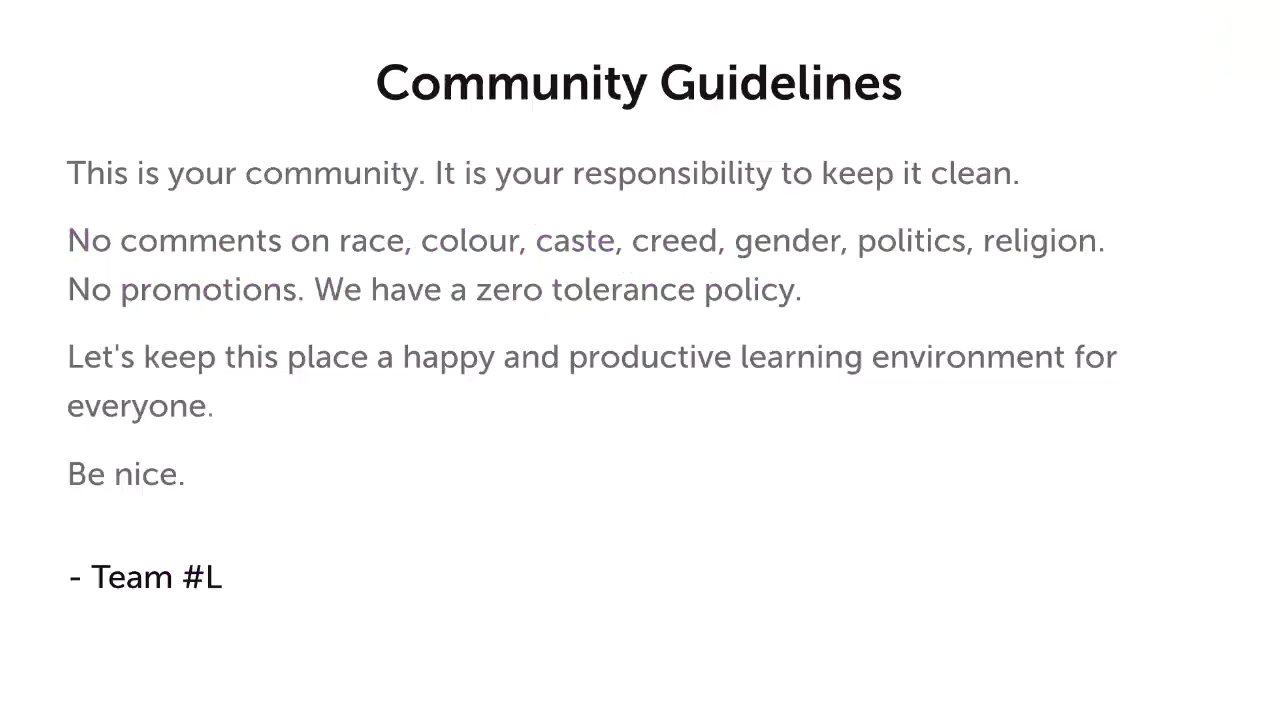 Community Guidelines
This is your community. It is your responsibility to keep it clean.
No comments on race, colour, caste, creed, gender, politics, religion.
No promotions. We have a zero tolerance policy.
Let's keep this place a happy and productive learning environment for
everyone.
Be nice.
- Team #L